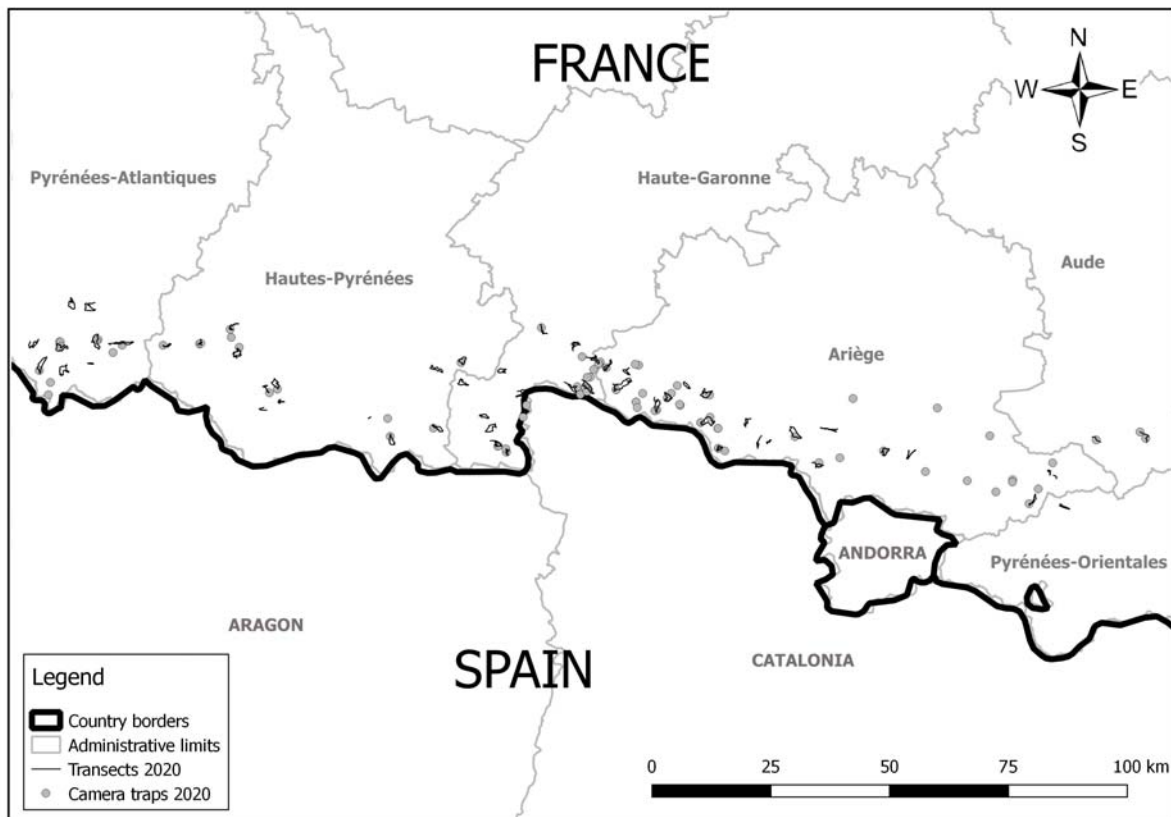 FRANCE
N
W E
S
Pyrénées-Atlantiques
Haute-Garonne
Aude
Hautes-Pyrénées
Ariège
ANDORRA
Pyrénées-Orientales
ARAGON
SPAIN
CATALONIA
Legend
Country borders
Administrative limits
Transects 2020
Camera traps 2020
0 25 50 75 100 km